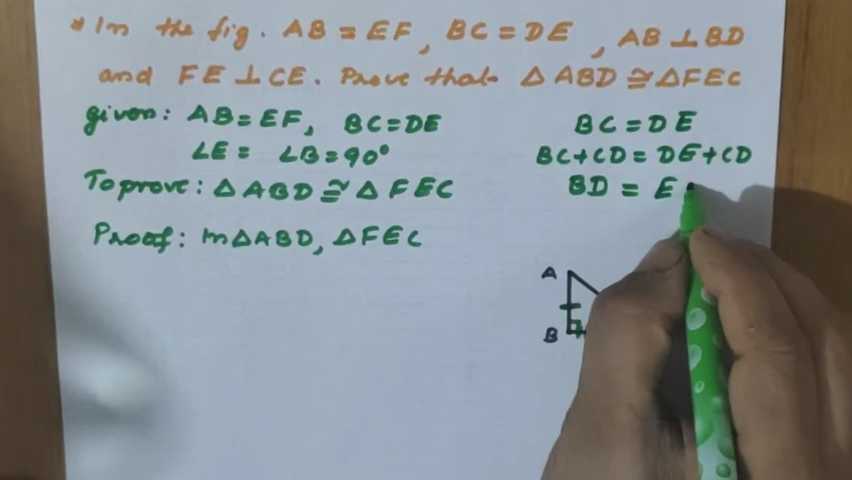 * In the fig. AB = EF, BC = DE, AB ⊥ BD
and FE ⊥ CE. Prove that △ ABD ≅ △FEC
given: AB = EF, BC = DE
∠E = ∠B = 90°
To prove: △ ABD ≅ △ FEC
Proof: In △ABD, △FEC
BC = DE
BC + CD = DE + CD
BD = E
A
B